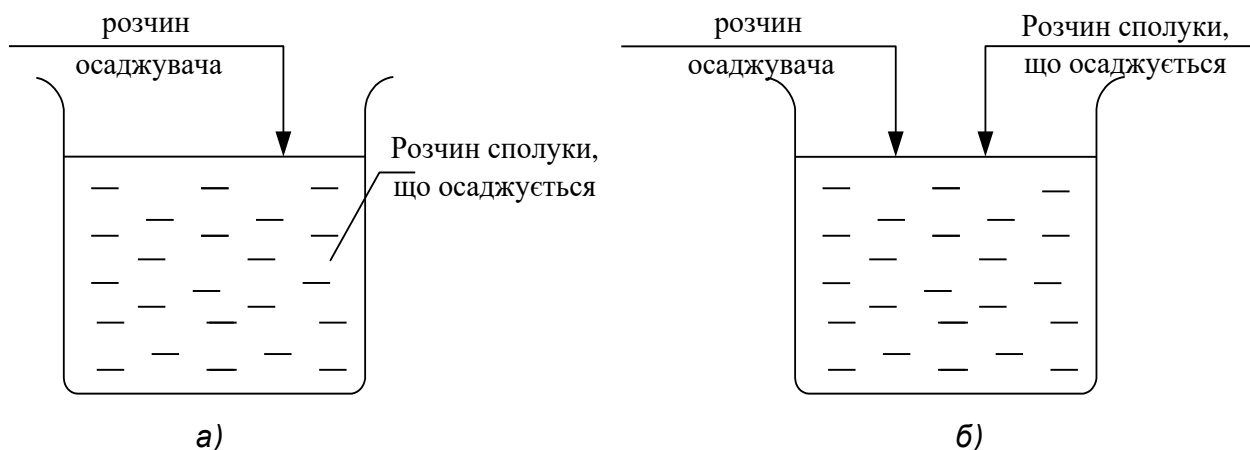 розчин
осаджувача
Розчин сполуки,
що осаджується
а)
розчин
осаджувача
Розчин сполуки,
що осаджується
б)